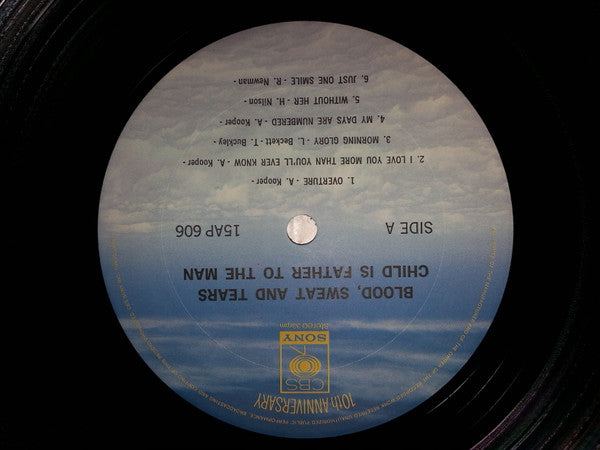 10th ANNIVERSARY
CBS
SONY
Stereo 33rpm
BLOOD, SWEAT AND TEARS
CHILD IS FATHER TO THE MAN
SIDE A
15AP 606
1. OVERTURE - A. Kooper -
2. I LOVE YOU MORE THAN YOU'LL EVER KNOW - A. Kooper -
3. MORNING GLORY - L. Beckett - T. Buckley -
4. MY DAYS ARE NUMBERED - A. Kooper -
5. WITHOUT HER - H. Nilson -
6. JUST ONE SMILE - R. Newman -